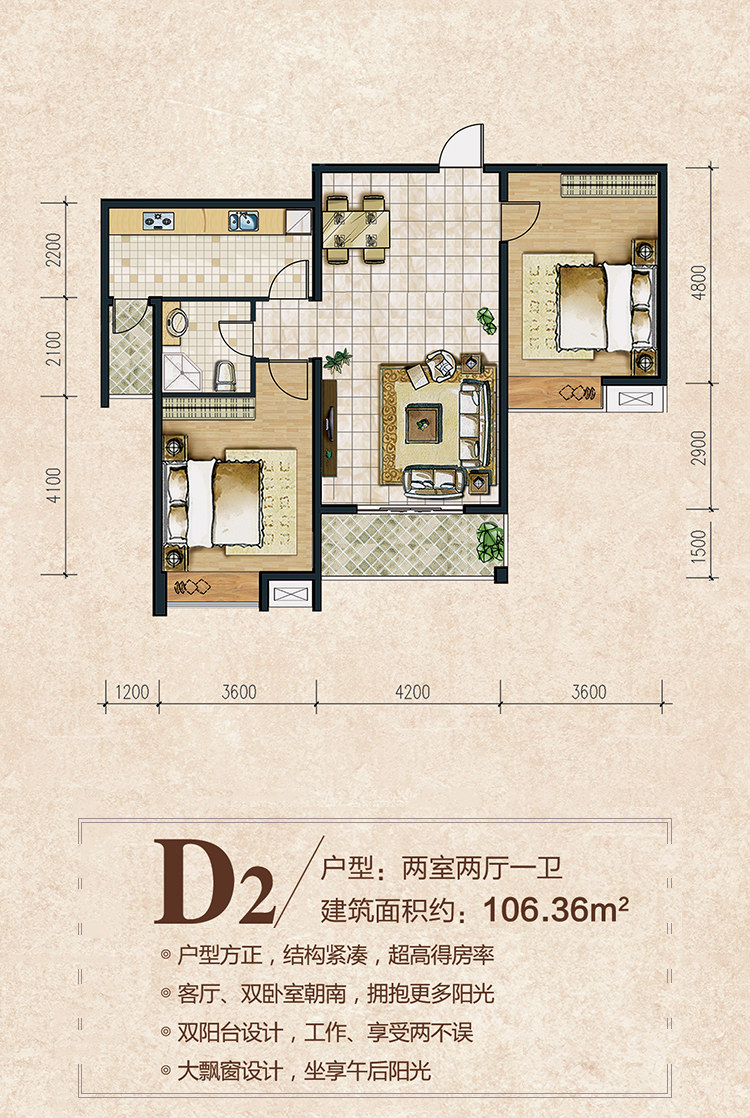 2200
2100
4100
4800
2900
1500
1200 3600 4200 3600
D2 户型：两室两厅一卫
建筑面积约：106.36m²
户型方正，结构紧凑，超高得房率
客厅、双卧室朝南，拥抱更多阳光
双阳台设计，工作、享受两不误
大飘窗设计，坐享午后阳光